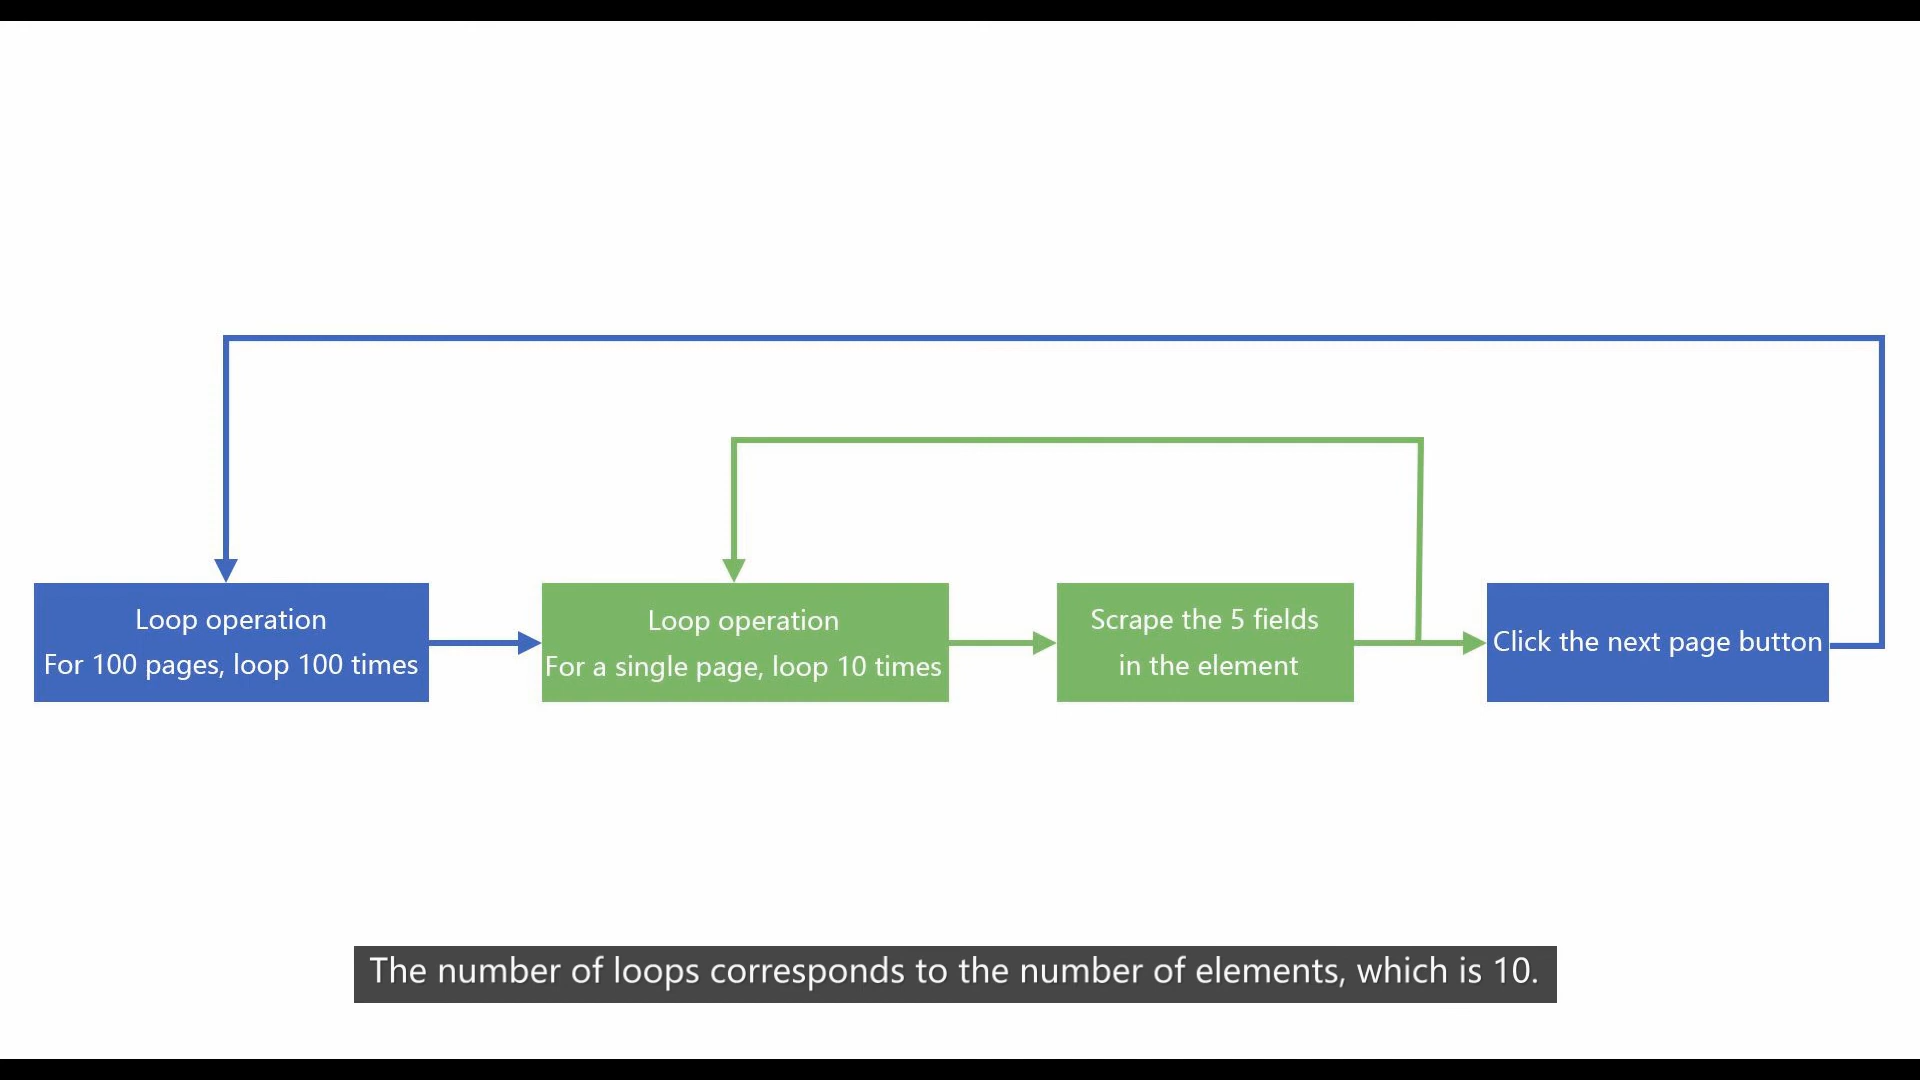 Loop operation
For 100 pages, loop 100 times
Loop operation
For a single page, loop 10 times
Scrape the 5 fields
in the element
Click the next page button
The number of loops corresponds to the number of elements, which is 10.